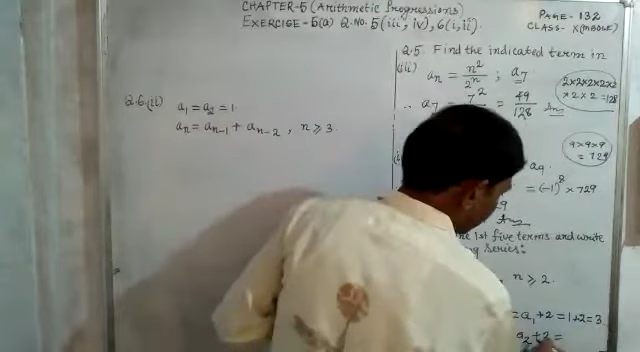 CHAPTER-5 (Arithmetic Progressions)
EXERCISE-5(a) Q.NO. 5(iii, iv), 6(i, ii).
PAGE-132
CLASS-X(MBOSE)
Q.6(ii) a₁ = a₂ = 1.
aₙ = aₙ₋₁ + aₙ₋₂ , n ≥ 3.
Q.5. Find the indicated term in
(iii) aₙ = n²/2ⁿ ; a₇
∴ a₇ 7² = 49/128 Ans
2×2×2×2×2
×2×2=128
a₉.
= (-1)⁸ × 729
9×9×9
= 729
9
Ans
1st five terms and write
series:
n ≥ 2.
= a₁+2 = 1+2 = 3.
a₂+2 =